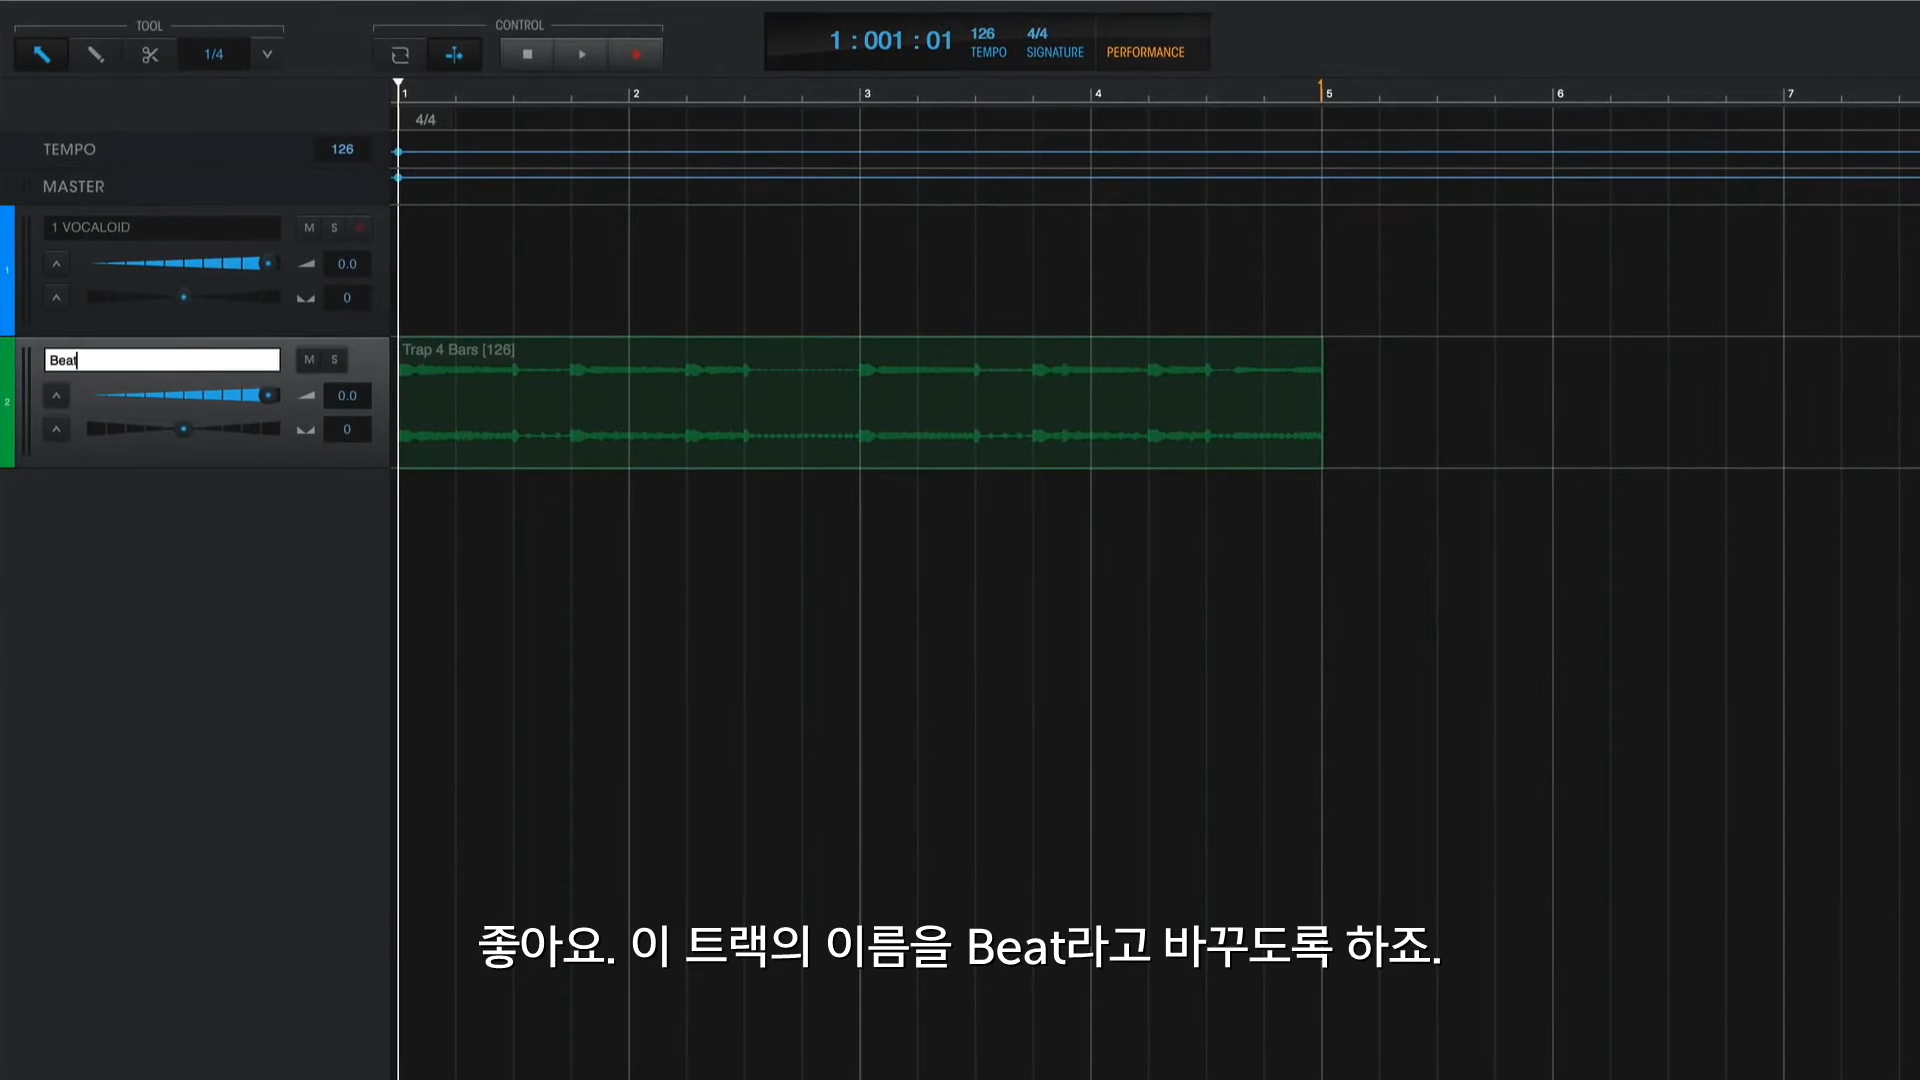 TOOL
CONTROL
1/4
1 : 001 : 01
126
TEMPO
4/4
SIGNATURE
PERFORMANCE
1 2 3 4 5 6 7
4/4
TEMPO 126
MASTER
1
1 VOCALOID M S
0.0
0
2
Beat M S
0.0
0
Trap 4 Bars [126]
좋아요. 이 트랙의 이름을 Beat라고 바꾸도록 하죠.